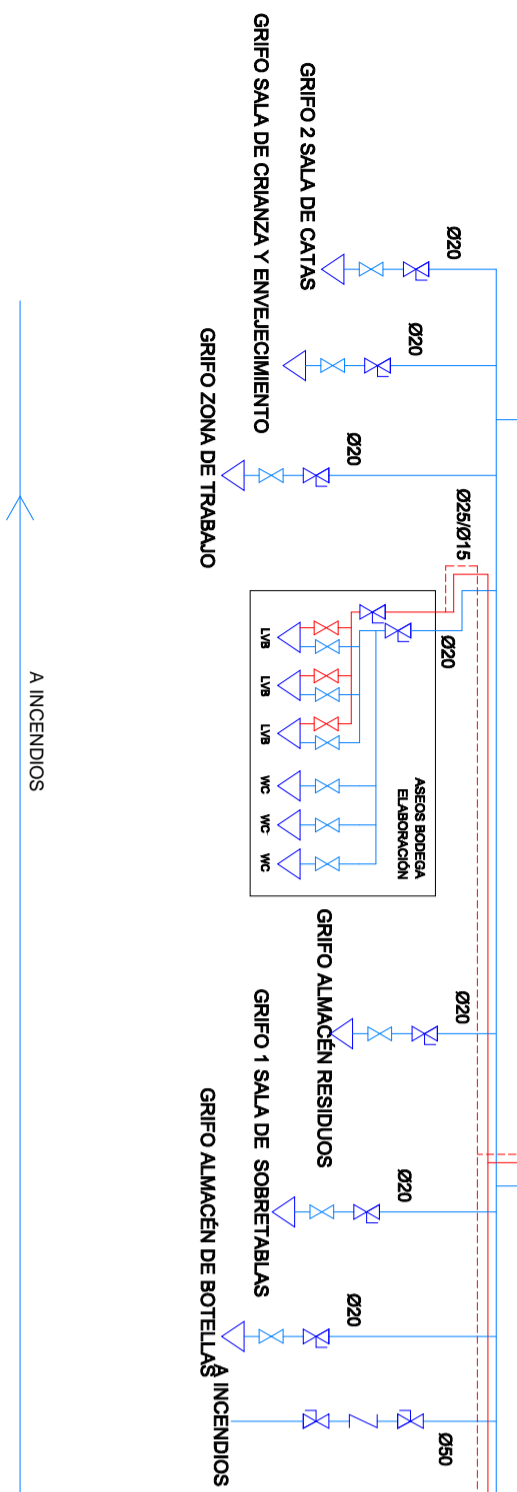 GRIFO SALA DE CRIANZA Y ENVEJECIMIENTO
GRIFO 2 SALA DE CATAS
Ø20
Ø20
GRIFO ZONA DE TRABAJO
Ø20
Ø25/Ø15
Ø20
ASEOS BODEGA
ELABORACIÓN
LVB
LVB
LVB
WC
WC
WC
A INCENDIOS
GRIFO ALMACÉN RESIDUOS
Ø20
GRIFO 1 SALA DE SOBRETABLAS
Ø20
GRIFO ALMACÉN DE BOTELLAS
Ø20
A INCENDIOS
Ø50